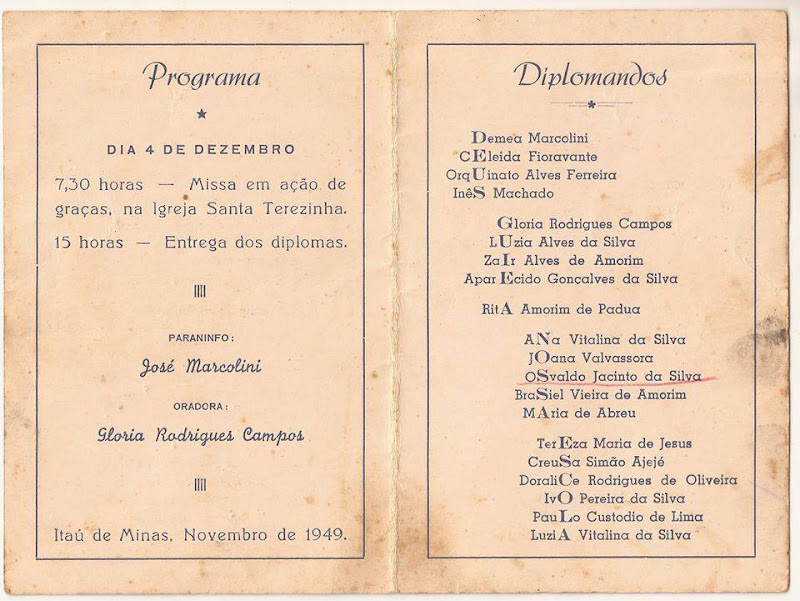 Programa
DIA 4 DE DEZEMBRO
7,30 horas — Missa em ação de
graças, na Igreja Santa Terezinha.
15 horas — Entrega dos diplomas.
PARANINFO:
José Marcolini
ORADORA:
Gloria Rodrigues Campos
Itaú de Minas, Novembro de 1949.
Diplomandos
Demea Marcolini
CEleida Fioravante
OrqUinato Alves Ferreira
InêS Machado
Gloria Rodrigues Campos
LUzia Alves da Silva
ZaIr Alves de Amorim
AparEcido Gonçalves da Silva
RitA Amorim de Padua
ANa Vitalina da Silva
JOana Valvassora
OSvaldo Jacinto da Silva
BraSiel Vieira de Amorim
MAria de Abreu
TerEza Maria de Jesus
CreuSa Simão Ajejé
DoraliCe Rodrigues de Oliveira
IvO Pereira da Silva
PauLo Custodio de Lima
LuziA Vitalina da Silva